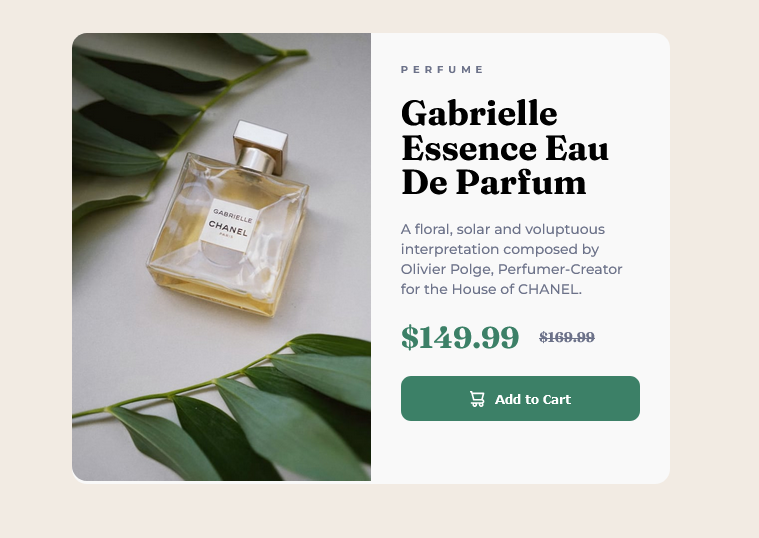 GABRIELLE
CHANEL
PARIS
PERFUME
Gabrielle
Essence Eau
De Parfum
A floral, solar and voluptuous
interpretation composed by
Olivier Polge, Perfumer-Creator
for the House of CHANEL.
$149.99 $169.99
Add to Cart